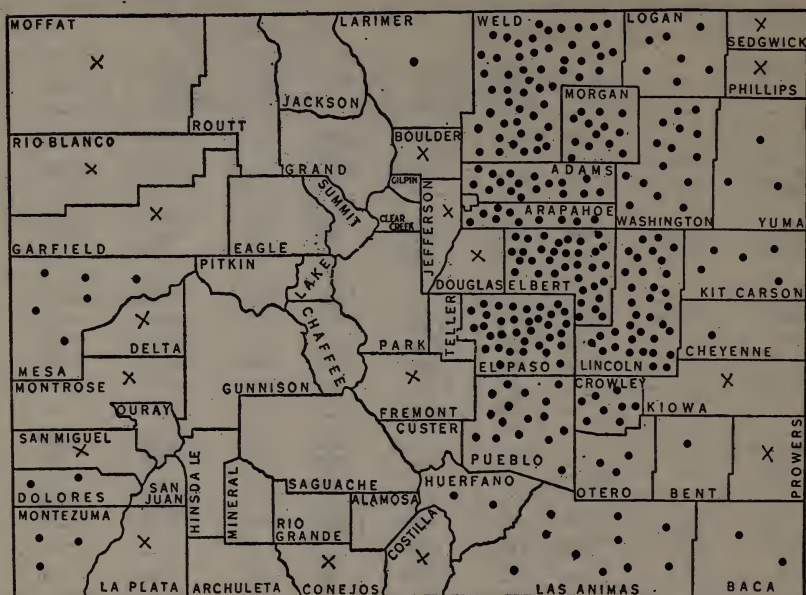 MOFFAT
LARIMER
WELD
LOGAN
SEDGWICK
PHILLIPS
JACKSON
ROUTT
MORGAN
RIO BLANCO
BOULDER
GRAND
GILPIN
ADAMS
SUMMIT
CLEAR
CREEK
JEFFERSON
ARAPAHOE
WASHINGTON
YUMA
GARFIELD
EAGLE
PITKIN
LAKE
DOUGLAS
ELBERT
KIT CARSON
CHAFFEE
TELLER
DELTA
PARK
CHEYENNE
MESA
MONTROSE
GUNNISON
EL PASO
LINCOLN
CROWLEY
KIOWA
OURAY
FREMONT
CUSTER
SAN MIGUEL
PROWERS
PUEBLO
HINSDALE
MINERAL
SAGUACHE
HUERFANO
DOLORES
SAN
JUAN
ALAMOSA
OTERO
BENT
MONTEZUMA
RIO
GRANDE
COSTILLA
LA PLATA
ARCHULETA
CONEJOS
LAS ANIMAS
BACA